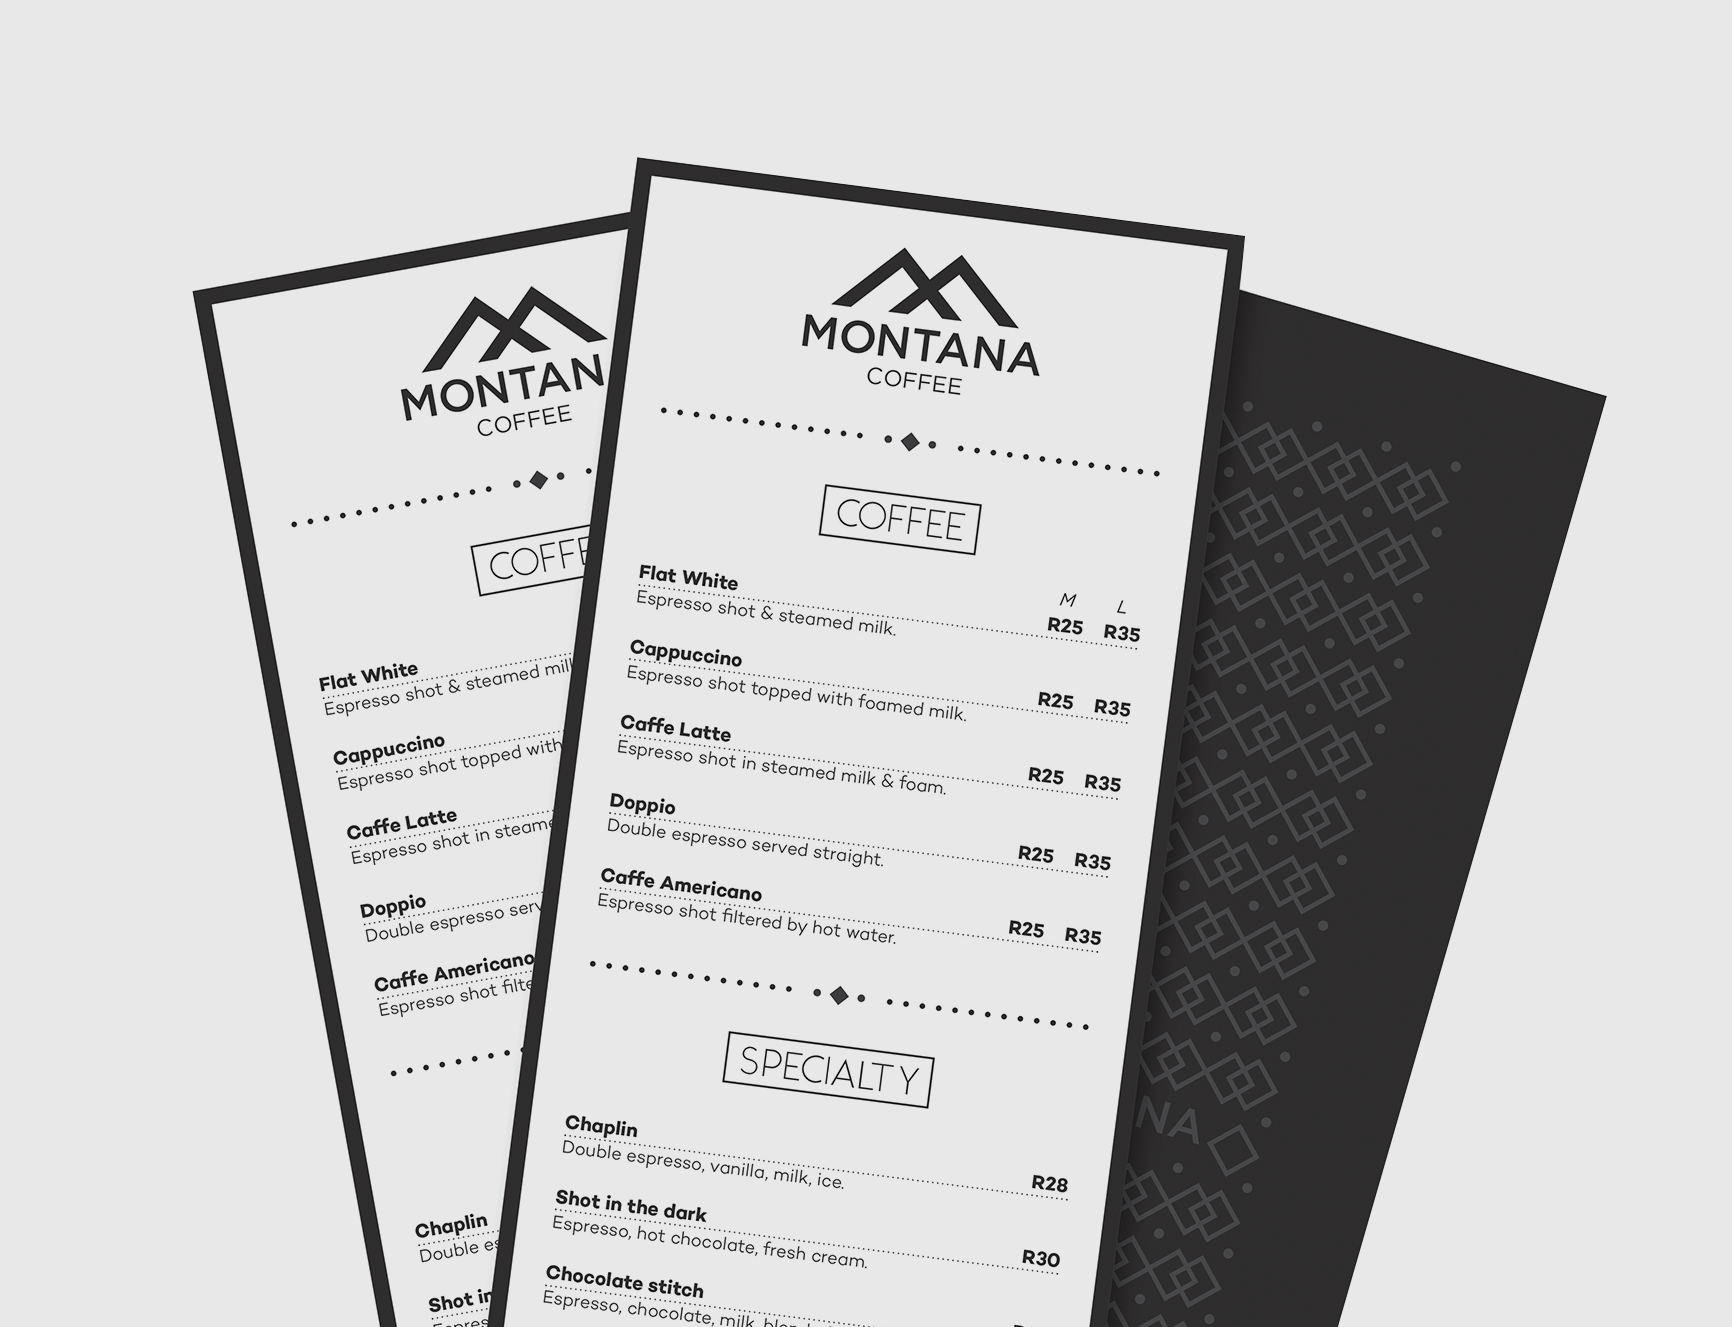 MONTAN
COFFEE
COFFE
Flat White
Espresso shot & steamed milk
Cappuccino
Espresso shot topped with
Caffe Latte
Espresso shot in steame
Doppio
Double espresso serv
Caffe Americano
Espresso shot filte
Chaplin
Double es
Shot in
Espres
MONTANA
COFFEE
COFFEE
M L
Flat White R25 R35
Espresso shot & steamed milk.
Cappuccino R25 R35
Espresso shot topped with foamed milk.
Caffe Latte R25 R35
Espresso shot in steamed milk & foam.
Doppio R25 R35
Double espresso served straight.
Caffe Americano R25 R35
Espresso shot filtered by hot water.
SPECIALTY
Chaplin R28
Double espresso, vanilla, milk, ice.
Shot in the dark R30
Espresso, hot chocolate, fresh cream.
Chocolate stitch
Espresso, chocolate, milk,
NA